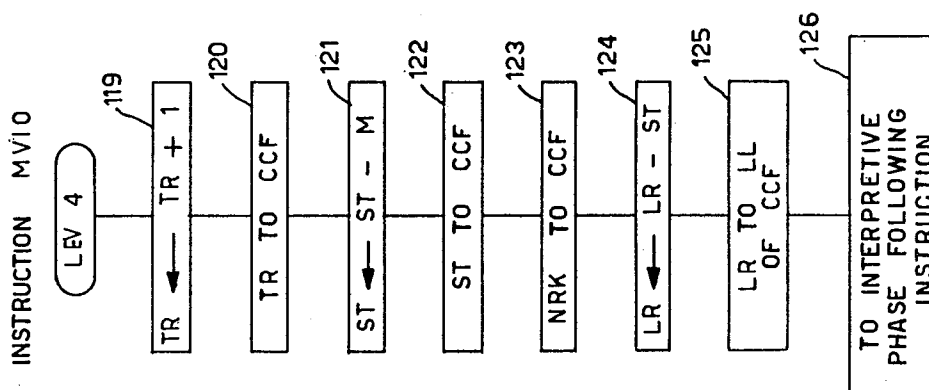 INSTRUCTION MVIO
LEV 4
119
TR ← TR + 1
120
TR TO CCF
121
ST ← ST - M
122
ST TO CCF
123
NRK TO CCF
124
LR ← LR - ST
125
LR TO LL
OF CCF
126
TO INTERPRETIVE
PHASE FOLLOWING
INSTRUCTION